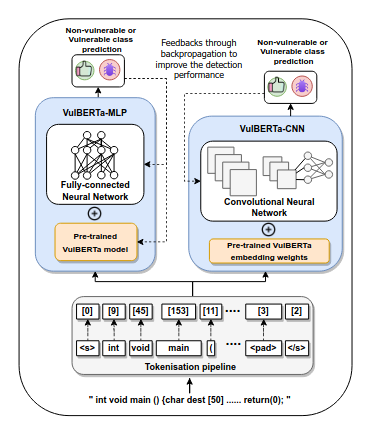 Non-vulnerable or
Vulnerable class
prediction
Feedbacks through
backpropagation to
improve the detection
performance
Non-vulnerable or
Vulnerable class
prediction
VulBERTa-MLP
Fully-connected
Neural Network
Pre-trained
VulBERTa model
VulBERTa-CNN
Convolutional Neural
Network
Pre-trained VulBERTa
embedding weights
[0] [9] [45] [153] [11] •••• [3] [2]
<s> int void main ( •••• <pad> </s>
Tokenisation pipeline
" int void main () {char dest [50] ...... return(0); "